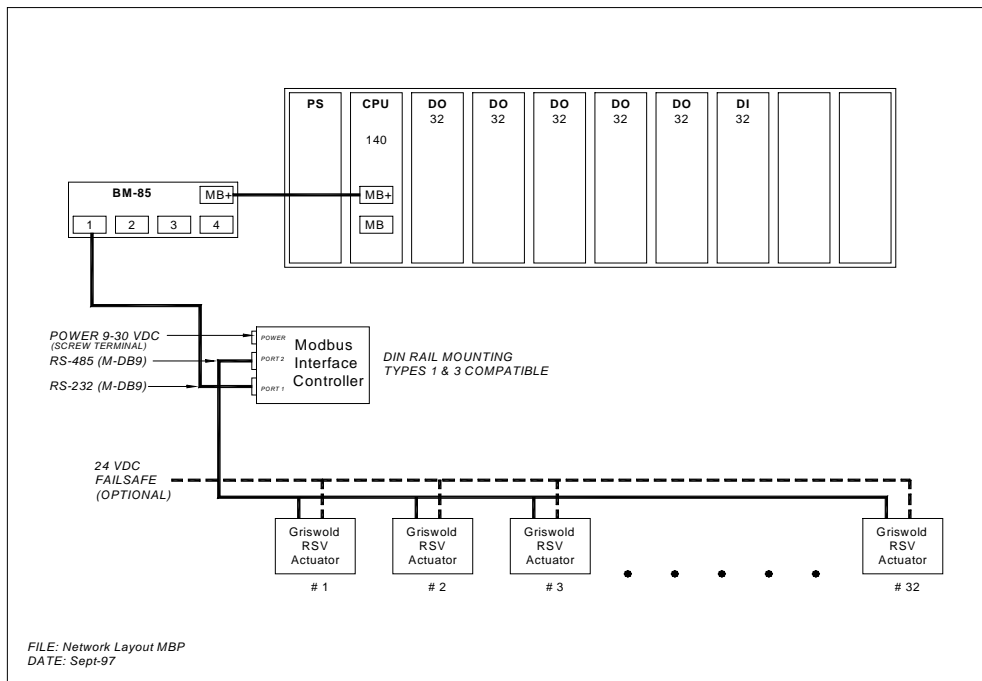 PS
CPU
140
MB+
MB
DO
32
DO
32
DO
32
DO
32
DO
32
DI
32
BM-85
MB+
1
2
3
4
POWER 9-30 VDC
(SCREW TERMINAL)
RS-485 (M-DB9)
RS-232 (M-DB9)
POWER
PORT 2
PORT 1
Modbus
Interface
Controller
DIN RAIL MOUNTING
TYPES 1 & 3 COMPATIBLE
24 VDC
FAILSAFE
(OPTIONAL)
Griswold
RSV
Actuator
# 1
Griswold
RSV
Actuator
# 2
Griswold
RSV
Actuator
# 3
Griswold
RSV
Actuator
# 32
FILE: Network Layout MBP
DATE: Sept-97